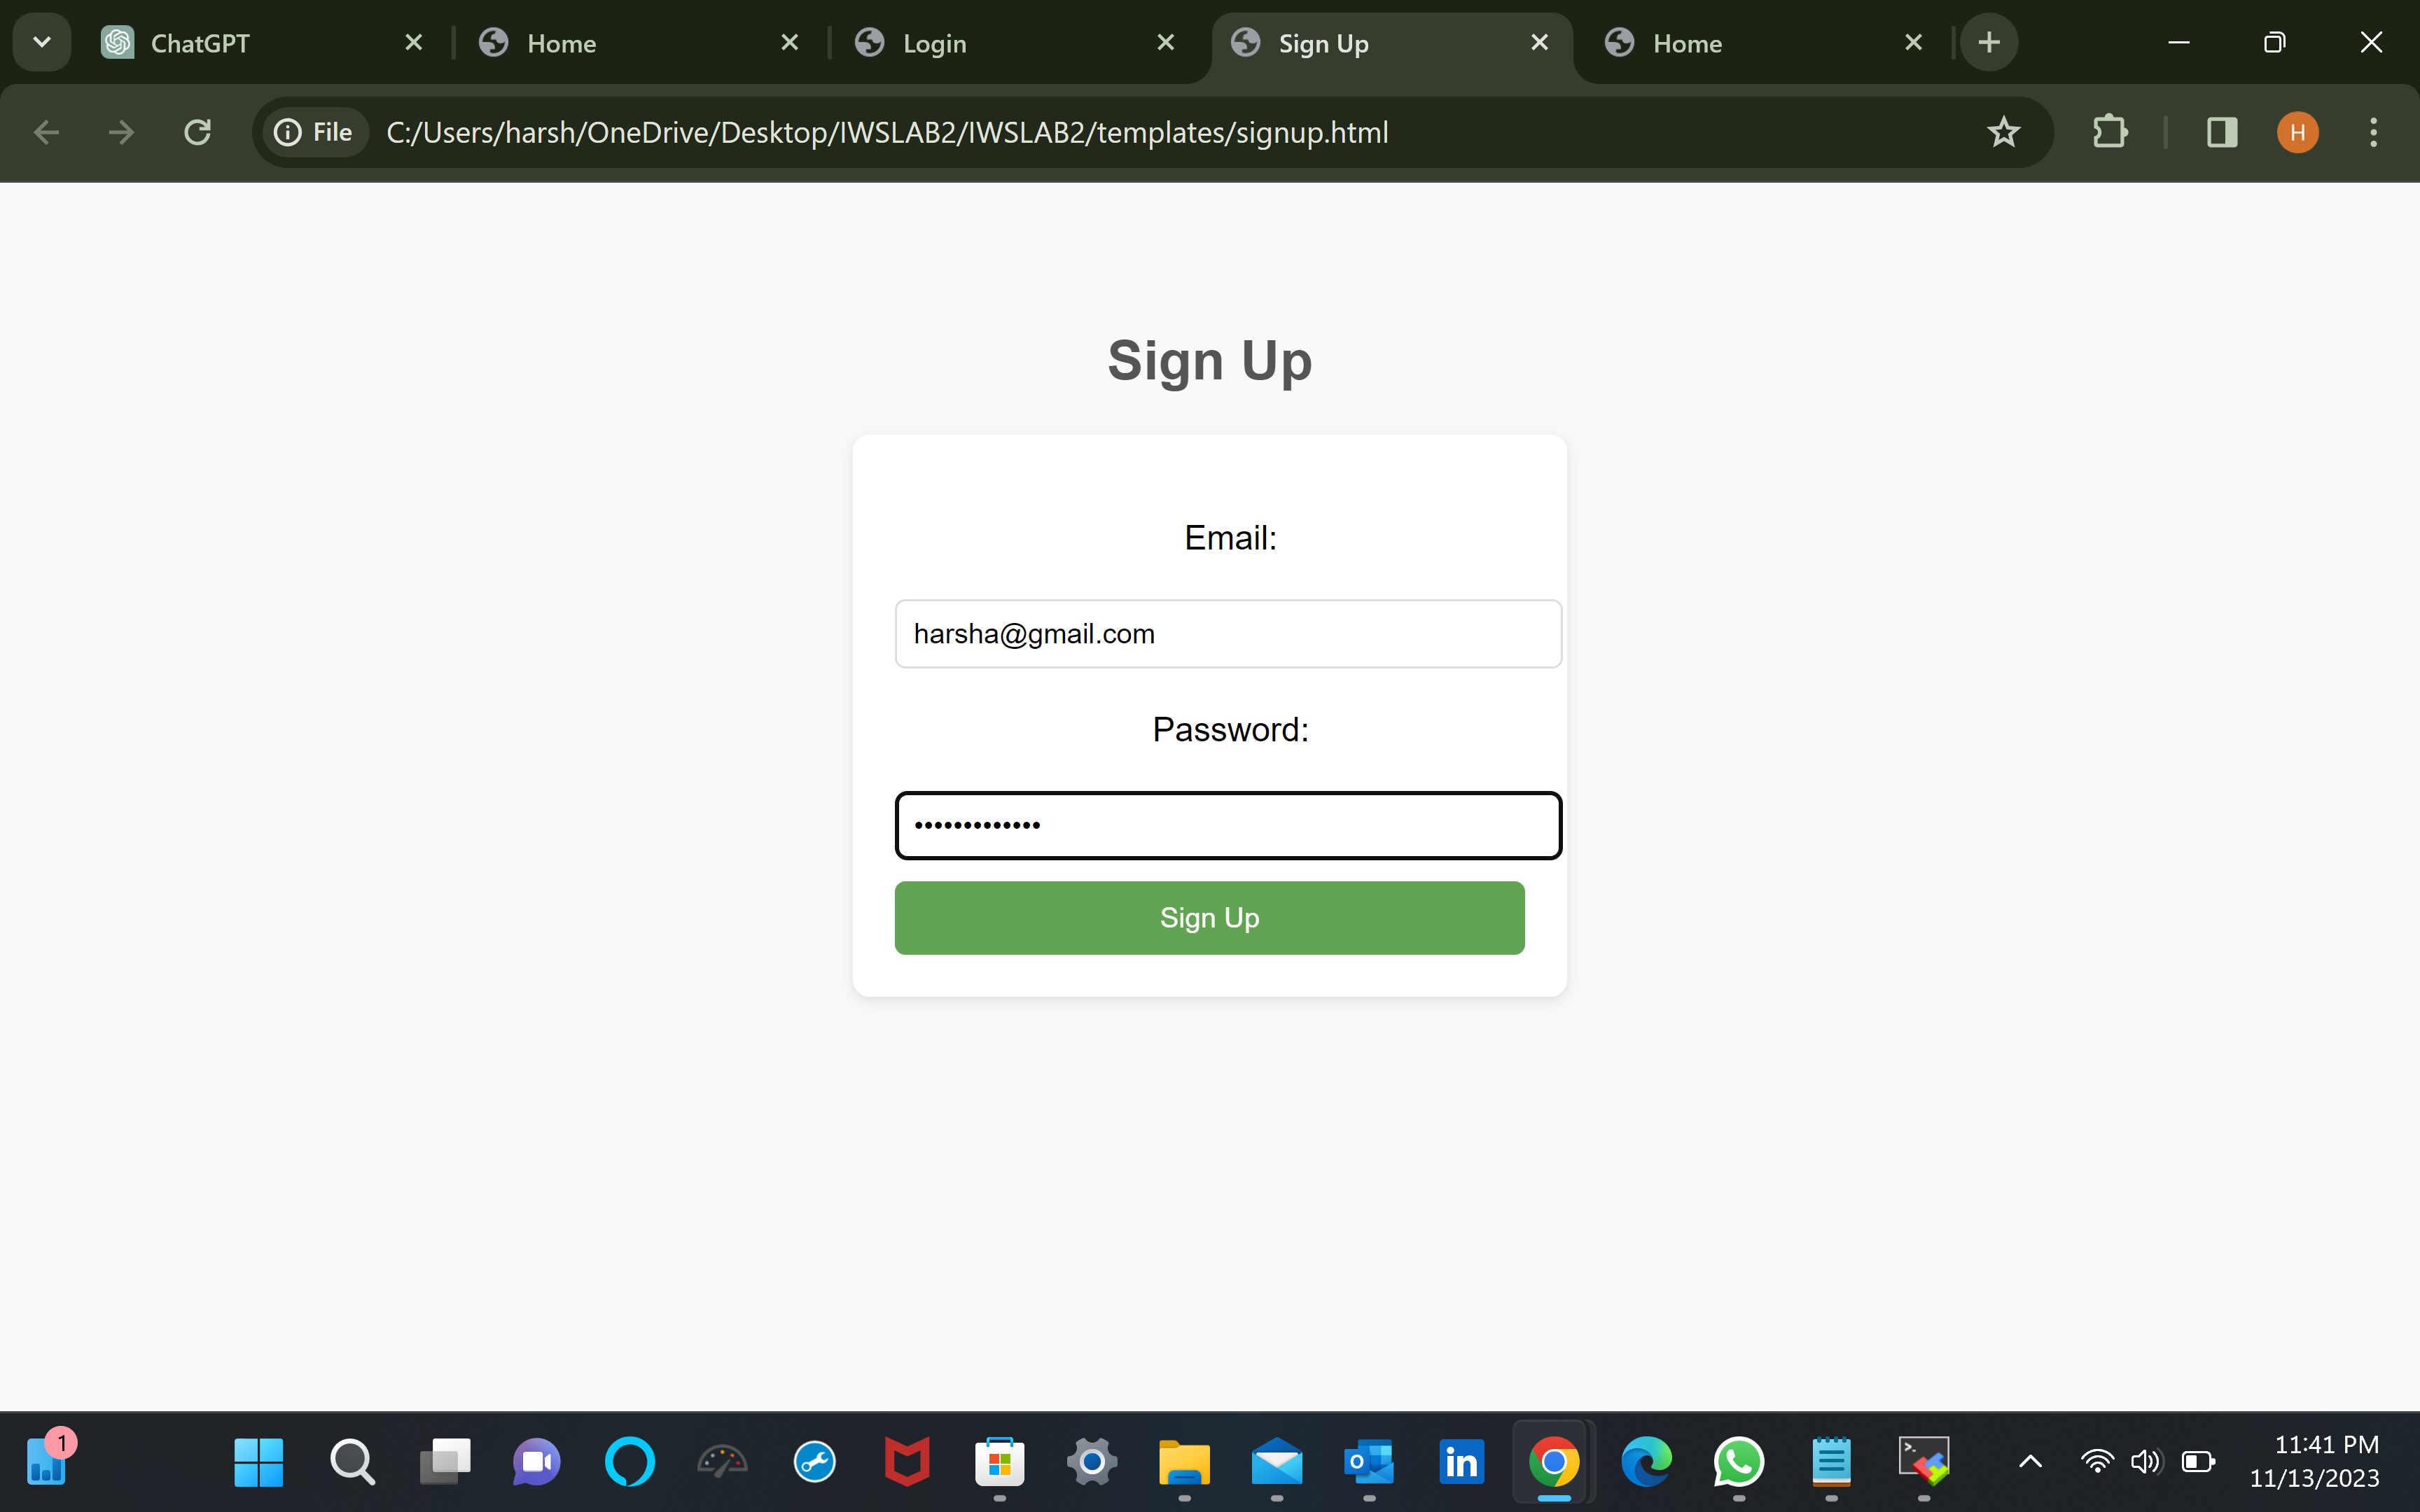 ChatGPT
Home
Login
Sign Up
Home
File
C:/Users/harsh/OneDrive/Desktop/IWSLAB2/IWSLAB2/templates/signup.html
H
Sign Up
Email:
harsha@gmail.com
Password:
•••••••••••••
Sign Up
1
O
in
>_
11:41 PM
11/13/2023